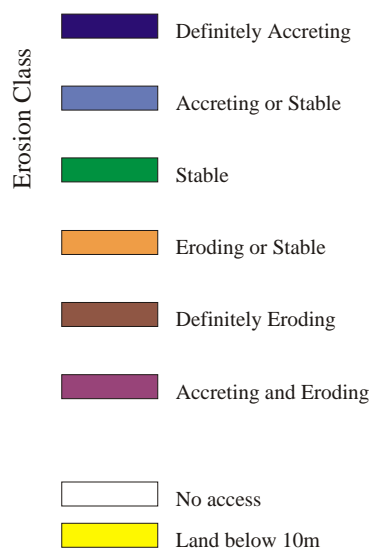 Erosion Class
Definitely Accreting
Accreting or Stable
Stable
Eroding or Stable
Definitely Eroding
Accreting and Eroding
No access
Land below 10m